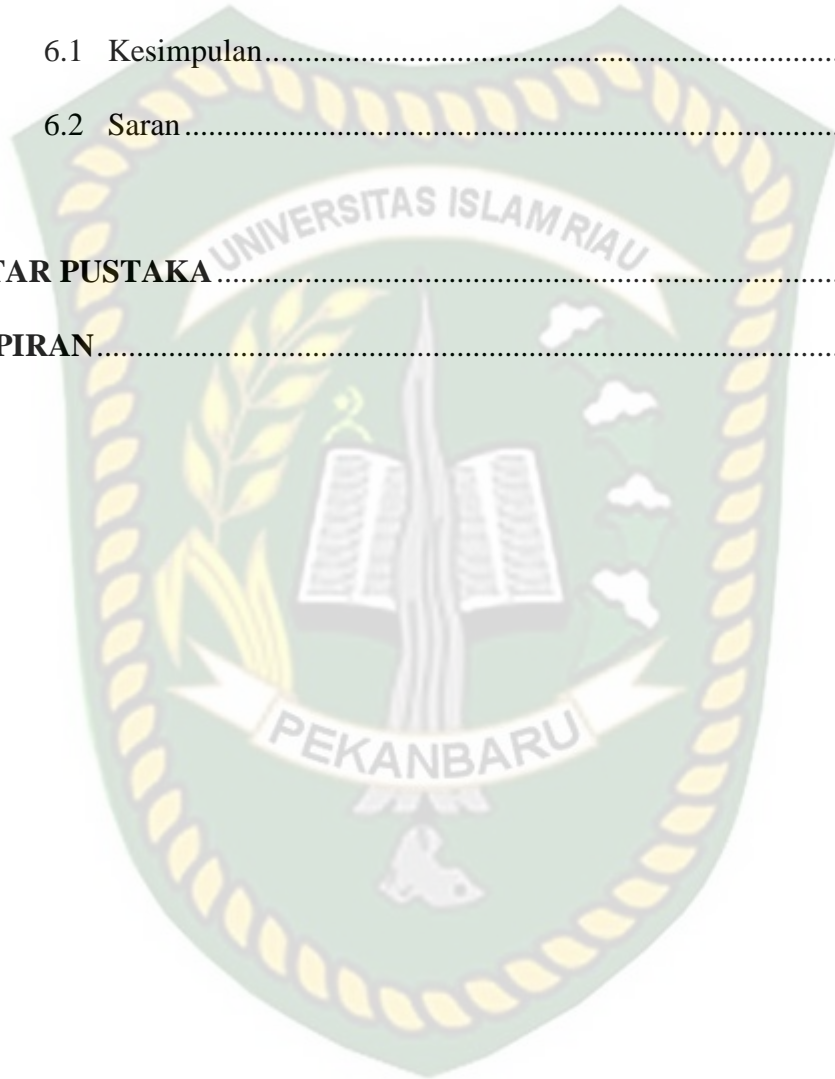 6.1 Kesimpulan........................................................................
6.2 Saran....................................................................................
UNIVERSITAS ISLAM RIAU
TAR PUSTAKA........................................................................
PIRAN........................................................................................
PEKANBARU